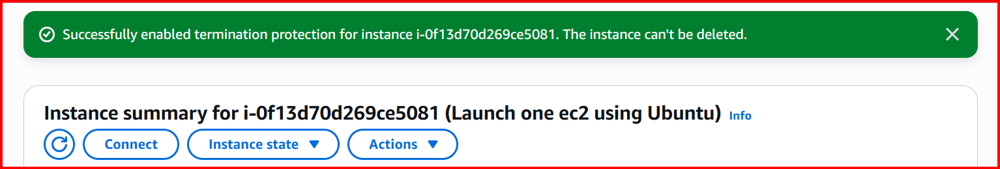 Successfully enabled termination protection for instance i-0f13d70d269ce5081. The instance can't be deleted.
Instance summary for i-0f13d70d269ce5081 (Launch one ec2 using Ubuntu) Info
Connect Instance state Actions